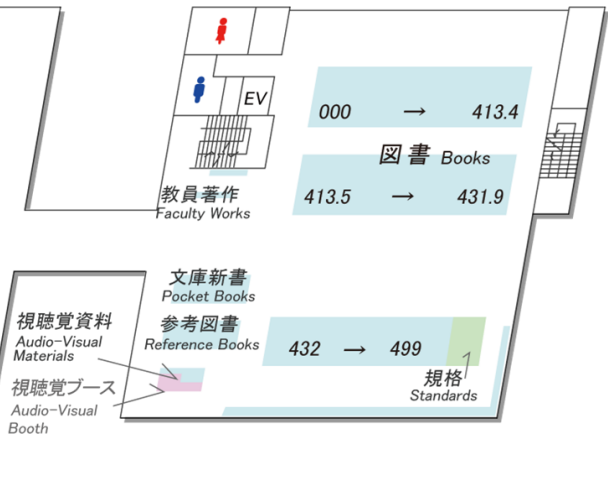 EV
000 → 413.4
図書 Books
413.5 → 431.9
教員著作
Faculty Works
文庫新書
Pocket Books
参考図書
Reference Books
432 → 499
規格
Standards
視聴覚資料
Audio-Visual
Materials
視聴覚ブース
Audio-Visual
Booth